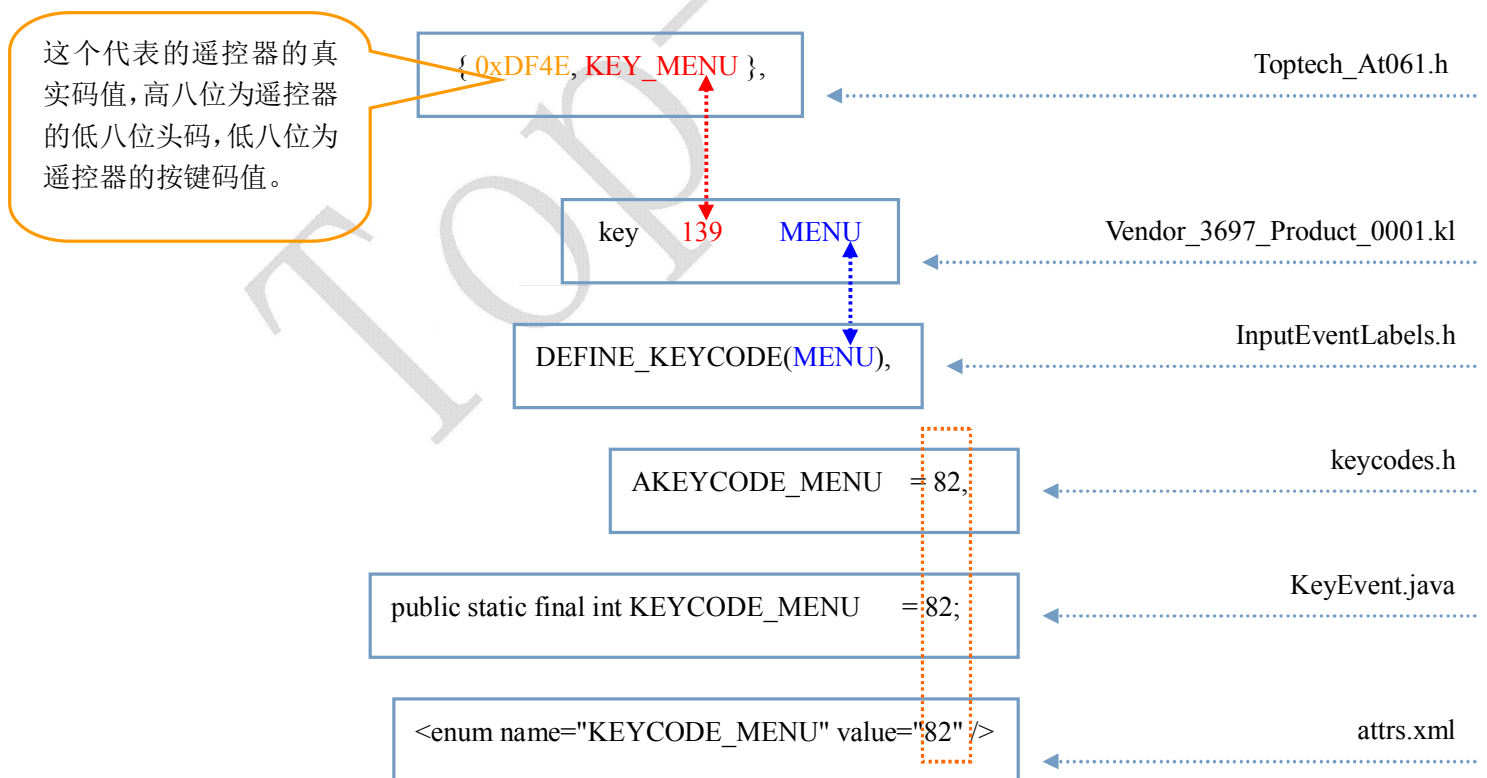 这个代表的遥控器的真
实码值，高八位为遥控器
的低八位头码，低八位为
遥控器的按键码值。
{ 0xDF4E, KEY_MENU },
Toptech_At061.h
key 139 MENU
Vendor_3697_Product_0001.kl
DEFINE_KEYCODE(MENU),
InputEventLabels.h
AKEYCODE_MENU = 82,
keycodes.h
public static final int KEYCODE_MENU = 82;
KeyEvent.java
<enum name="KEYCODE_MENU" value="82" />
attrs.xml
Top-